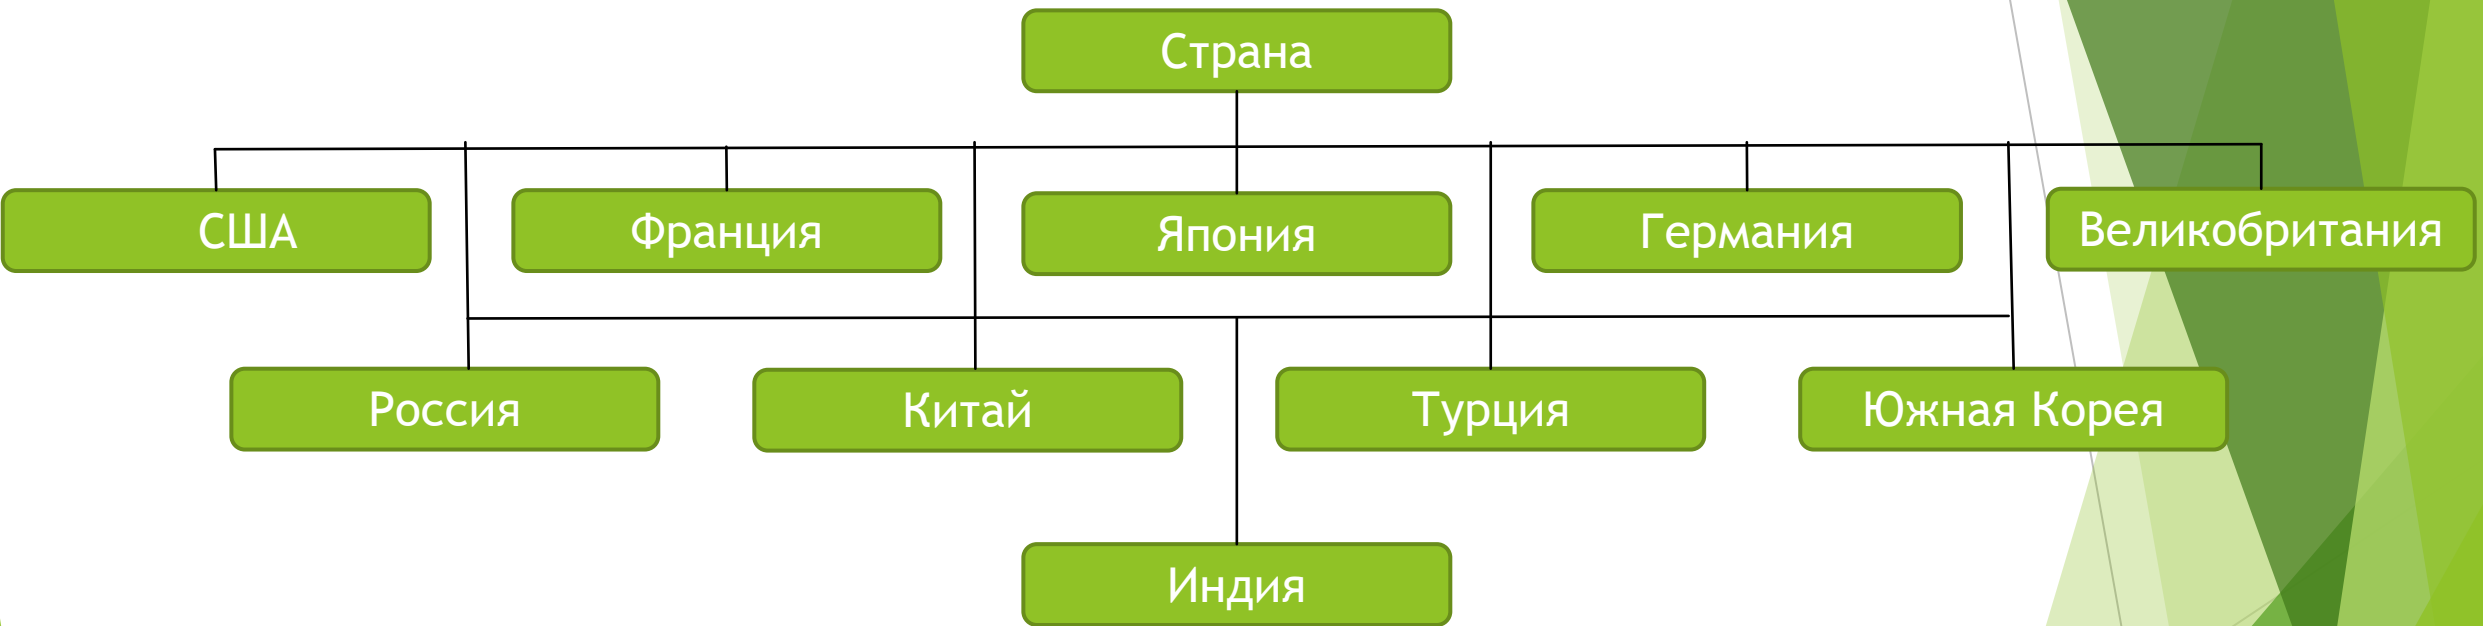 Страна
США
Франция
Япония
Германия
Великобритания
Россия
Китай
Турция
Южная Корея
Индия